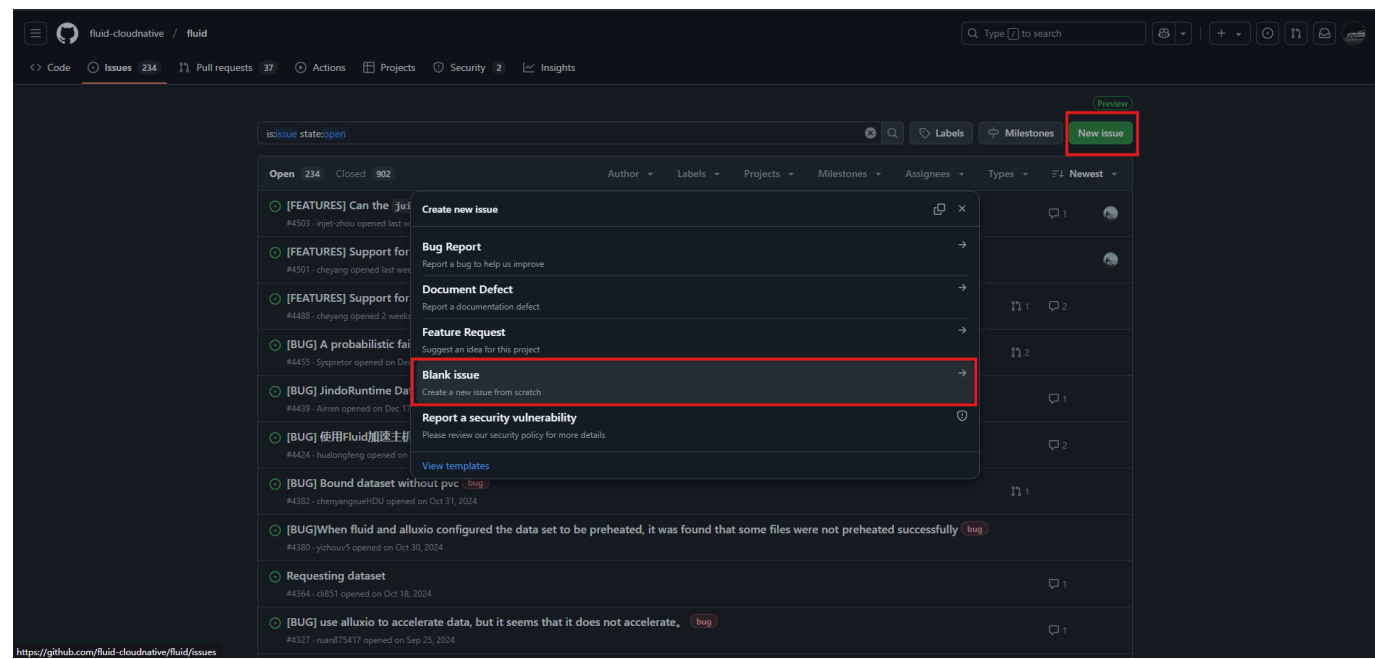 fluid-cloudnative / fluid
Type / to search
Code Issues 234 Pull requests 37 Actions Projects Security 2 Insights
Preview
is:issue state:open
Labels Milestones New issue
Open 234 Closed 902 Author Labels Projects Milestones Assignees Types Newest
[FEATURES] Can the
#4503 · injet-zhou opened last
1
[FEATURES] Support for
#4501 · cheyang opened last
[FEATURES] Support for
#4488 · cheyang opened 2 weeks
1 2
[BUG] A probabilistic
#4455 · Syspretor opened on
2
[BUG] JindoRuntime
#4439 · Airren opened on Dec 17
1
[BUG] 使用Fluid加速主机
#4424 · hualongfeng opened on
2
[BUG] Bound dataset without pvc bug
#4382 · chenyangxueHDU opened on Oct 31, 2024
1
[BUG]When fluid and alluxio configured the data set to be preheated, it was found that some files were not preheated successfully bug
#4380 · yizhouv5 opened on Oct 30, 2024
Requesting dataset
#4364 · cli851 opened on Oct 18, 2024
1
[BUG] use alluxio to accelerate data, but it seems that it does not accelerate。 bug
#4327 · ruan875417 opened on Sep 25, 2024
1
Create new issue
Bug Report
Report a bug to help us improve
Document Defect
Report a documentation defect
Feature Request
Suggest an idea for this project
Blank issue
Create a new issue from scratch
Report a security vulnerability
Please review our security policy for more details
View templates
https://github.com/fluid-cloudnative/fluid/issues